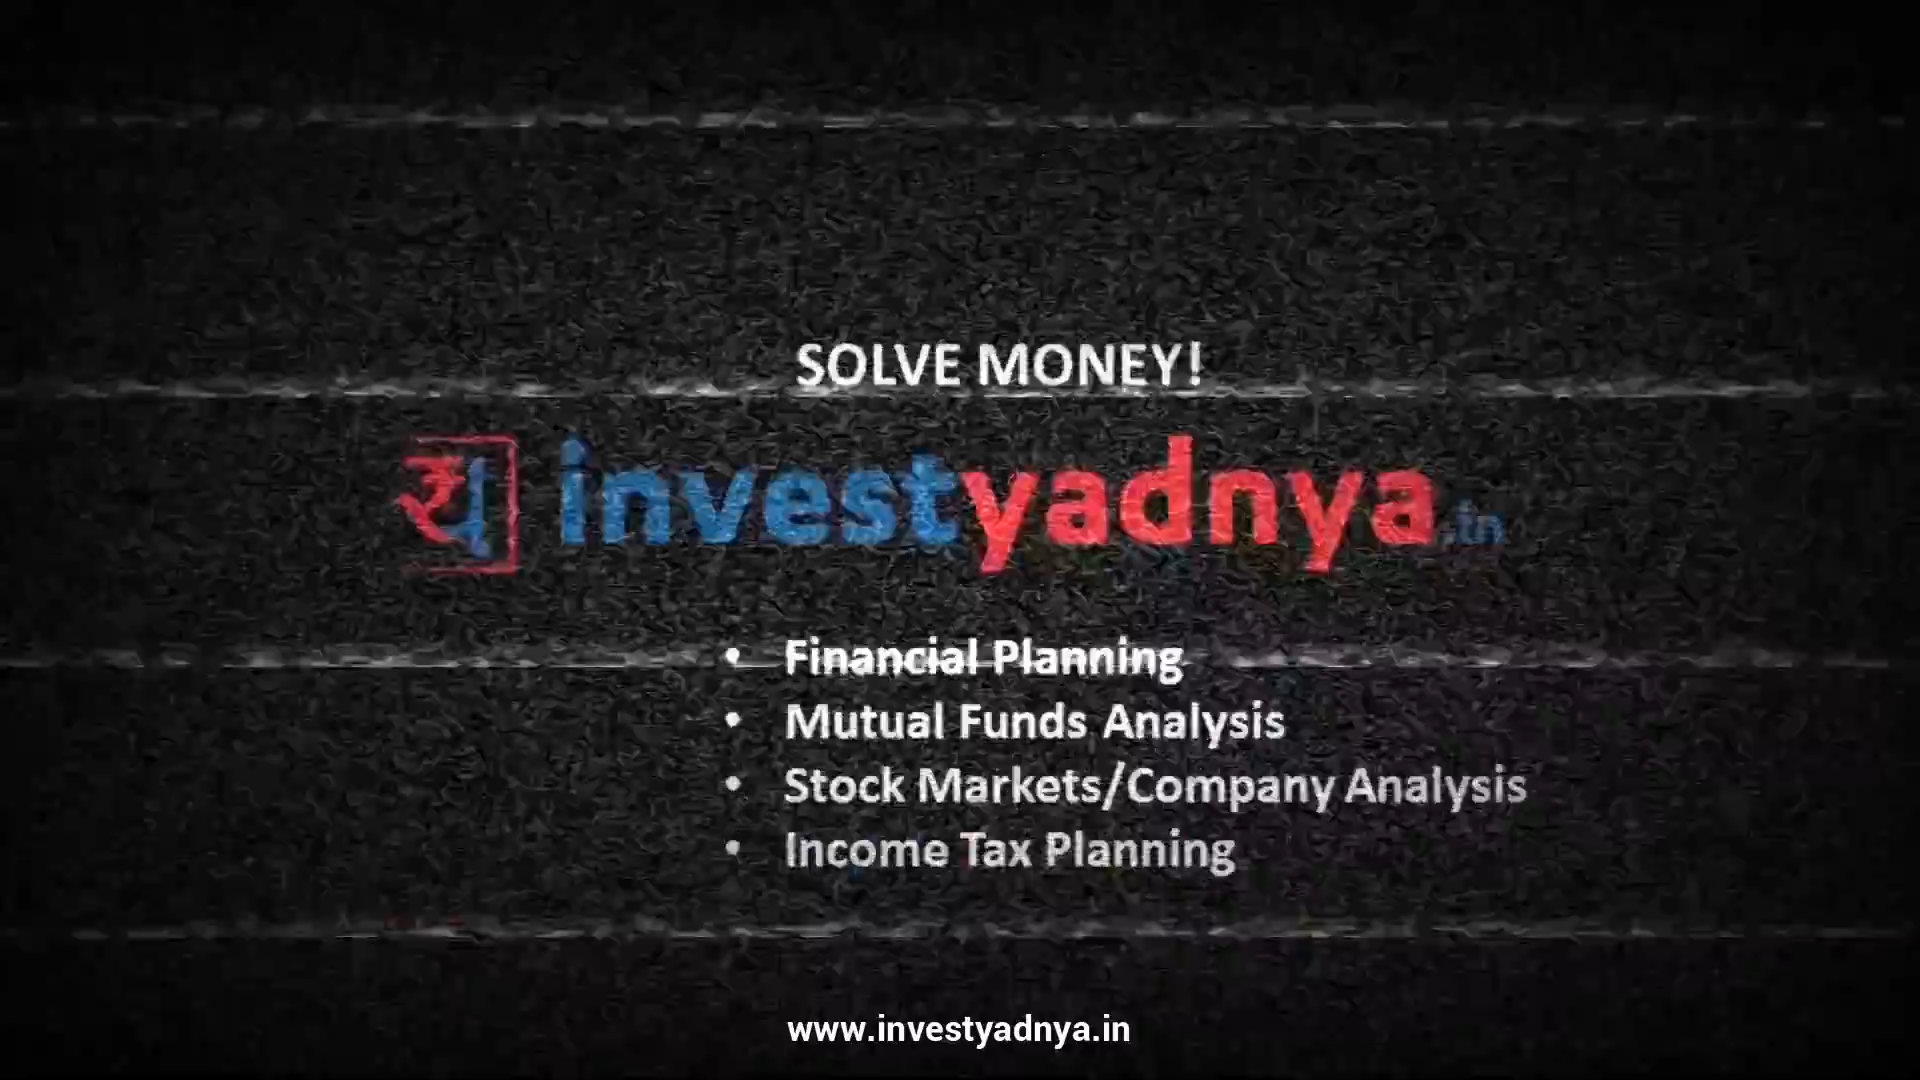 SOLVE MONEY!
investyadnya.in
• Financial Planning
• Mutual Funds Analysis
• Stock Markets/Company Analysis
• Income Tax Planning
www.investyadnya.in